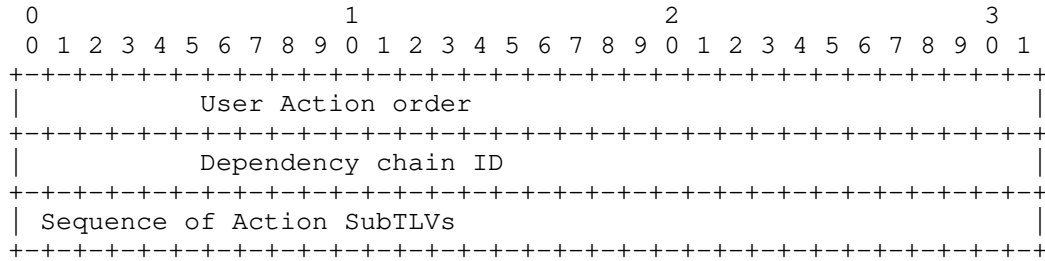 0                   1                   2                   3
 0 1 2 3 4 5 6 7 8 9 0 1 2 3 4 5 6 7 8 9 0 1 2 3 4 5 6 7 8 9 0 1
+-+-+-+-+-+-+-+-+-+-+-+-+-+-+-+-+-+-+-+-+-+-+-+-+-+-+-+-+-+-+-+-+
|           User Action order                                   |
+-+-+-+-+-+-+-+-+-+-+-+-+-+-+-+-+-+-+-+-+-+-+-+-+-+-+-+-+-+-+-+-+
|           Dependency chain ID                                 |
+-+-+-+-+-+-+-+-+-+-+-+-+-+-+-+-+-+-+-+-+-+-+-+-+-+-+-+-+-+-+-+-+
| Sequence of Action SubTLVs                                    |
+-+-+-+-+-+-+-+-+-+-+-+-+-+-+-+-+-+-+-+-+-+-+-+-+-+-+-+-+-+-+-+-+